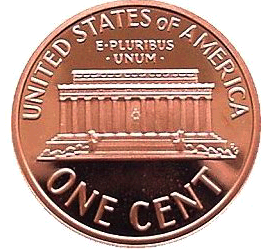 UNITED STATES OF AMERICA
E·PLURIBUS
·UNUM·
ONE CENT